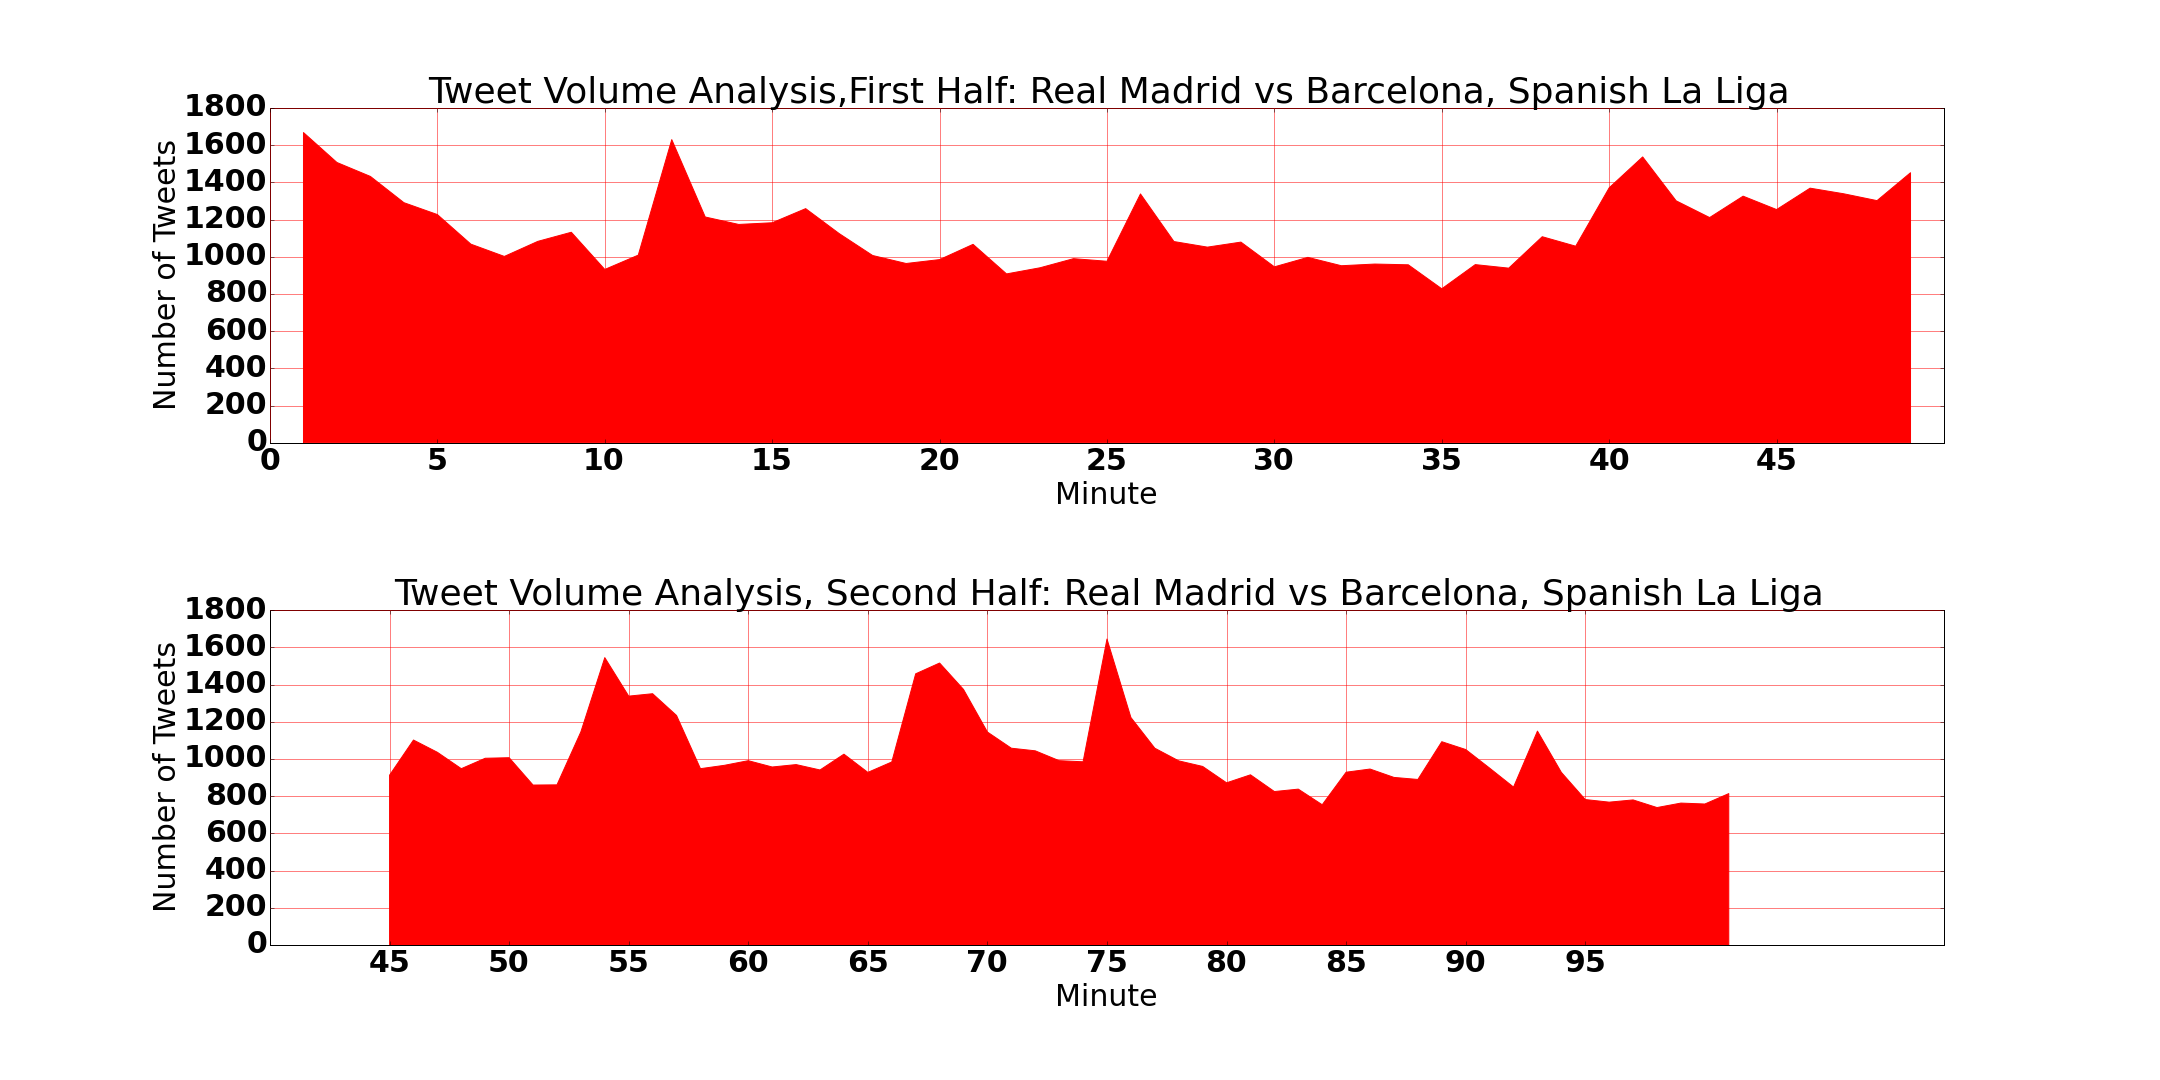 Tweet Volume Analysis,First Half: Real Madrid vs Barcelona, Spanish La Liga
1800
1600
1400
1200
1000
800
600
400
200
0
Number of Tweets
0 5 10 15 20 25 30 35 40 45
Minute
Tweet Volume Analysis, Second Half: Real Madrid vs Barcelona, Spanish La Liga
1800
1600
1400
1200
1000
800
600
400
200
0
Number of Tweets
45 50 55 60 65 70 75 80 85 90 95
Minute